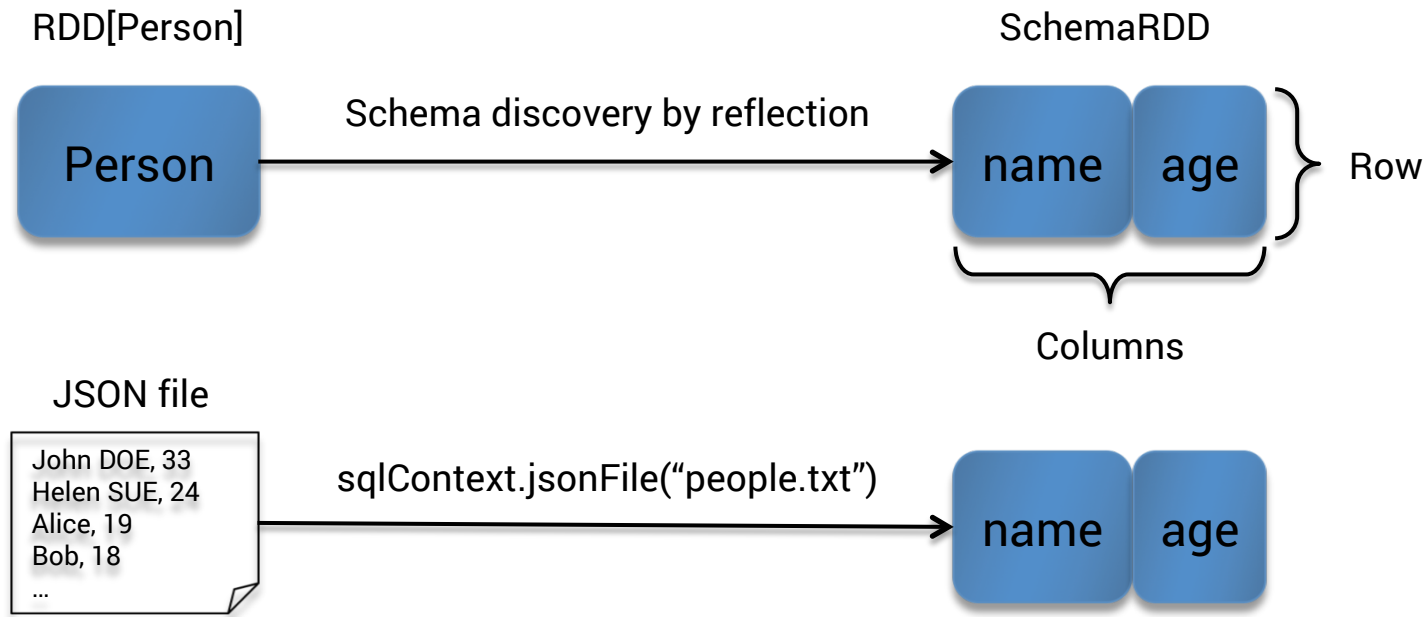 RDD[Person]
SchemaRDD
Person
Schema discovery by reflection
name
age
Row
Columns
JSON file
John DOE, 33
Helen SUE, 24
Alice, 19
Bob, 18
…
sqlContext.jsonFile(“people.txt”)
name
age